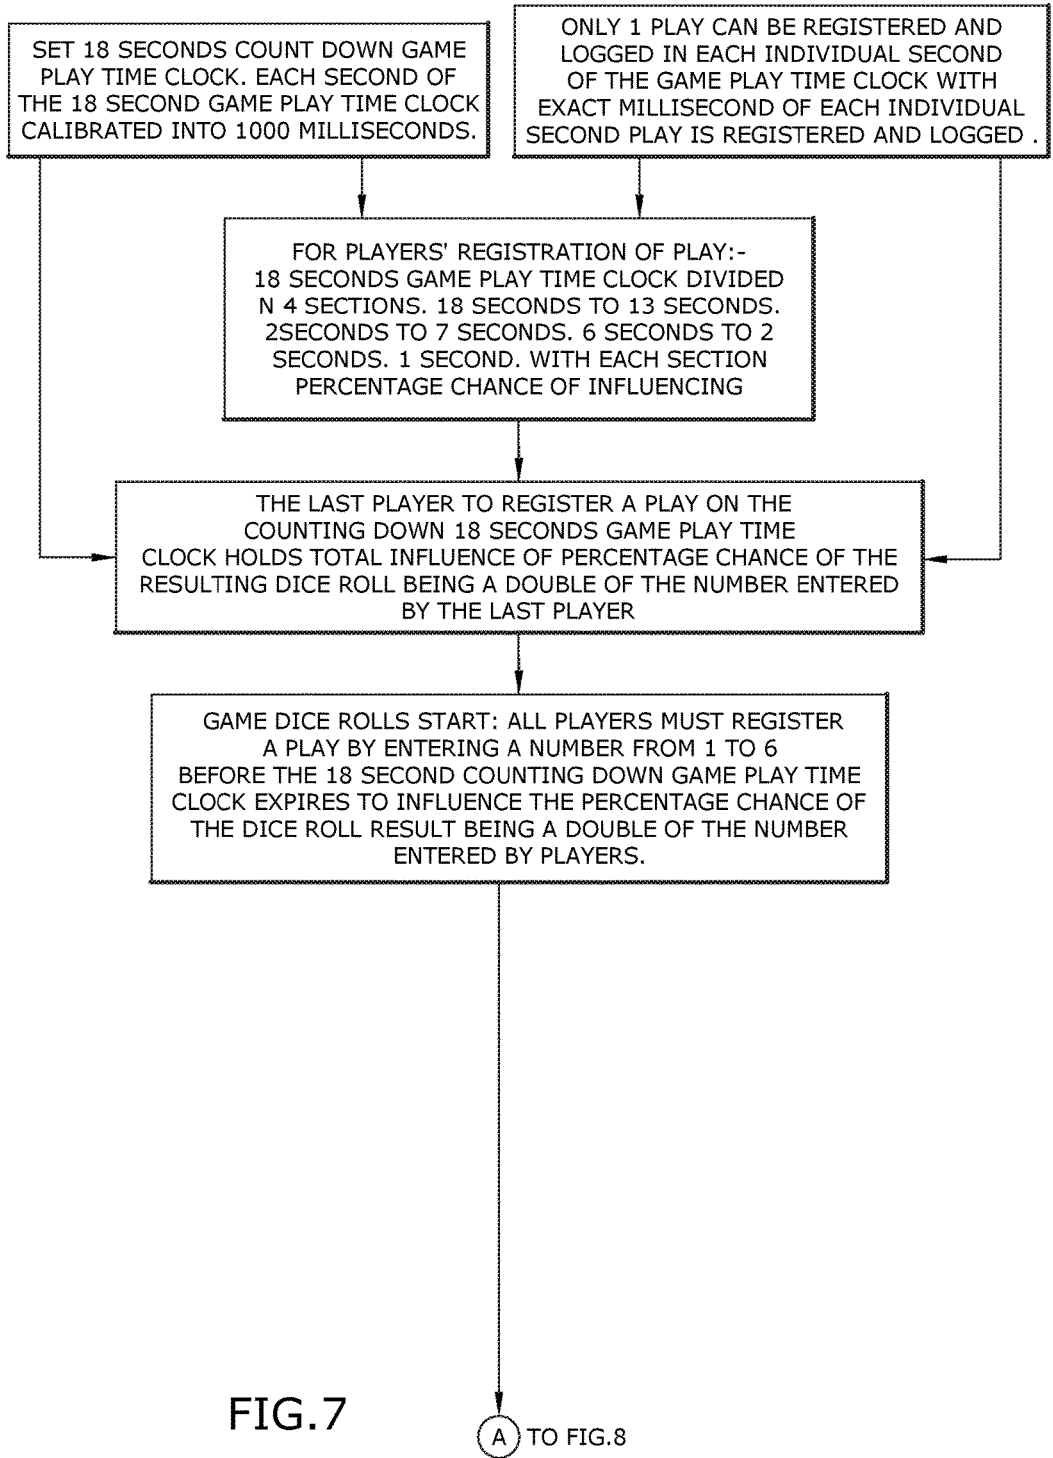 SET 18 SECONDS COUNT DOWN GAME
PLAY TIME CLOCK. EACH SECOND OF
THE 18 SECOND GAME PLAY TIME CLOCK
CALIBRATED INTO 1000 MILLISECONDS.
ONLY 1 PLAY CAN BE REGISTERED AND
LOGGED IN EACH INDIVIDUAL SECOND
OF THE GAME PLAY TIME CLOCK WITH
EXACT MILLISECOND OF EACH INDIVIDUAL
SECOND PLAY IS REGISTERED AND LOGGED .
FOR PLAYERS' REGISTRATION OF PLAY:-
18 SECONDS GAME PLAY TIME CLOCK DIVIDED
N 4 SECTIONS. 18 SECONDS TO 13 SECONDS.
2SECONDS TO 7 SECONDS. 6 SECONDS TO 2
SECONDS. 1 SECOND. WITH EACH SECTION
PERCENTAGE CHANCE OF INFLUENCING
THE LAST PLAYER TO REGISTER A PLAY ON THE
COUNTING DOWN 18 SECONDS GAME PLAY TIME
CLOCK HOLDS TOTAL INFLUENCE OF PERCENTAGE CHANCE OF THE
RESULTING DICE ROLL BEING A DOUBLE OF THE NUMBER ENTERED
BY THE LAST PLAYER
GAME DICE ROLLS START: ALL PLAYERS MUST REGISTER
A PLAY BY ENTERING A NUMBER FROM 1 TO 6
BEFORE THE 18 SECOND COUNTING DOWN GAME PLAY TIME
CLOCK EXPIRES TO INFLUENCE THE PERCENTAGE CHANCE OF
THE DICE ROLL RESULT BEING A DOUBLE OF THE NUMBER
ENTERED BY PLAYERS.
FIG.7
A TO FIG.8